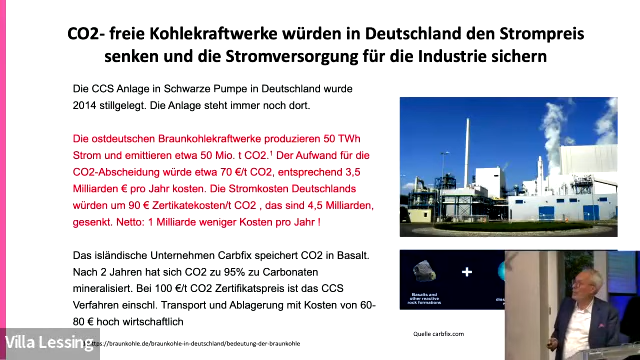 CO2- freie Kohlekraftwerke würden in Deutschland den Strompreis
senken und die Stromversorgung für die Industrie sichern
Die CCS Anlage in Schwarze Pumpe in Deutschland wurde
2014 stillgelegt. Die Anlage steht immer noch dort.
Die ostdeutschen Braunkohlekraftwerke produzieren 50 TWh
Strom und emittieren etwa 50 Mio. t CO2.¹ Der Aufwand für die
CO2-Abscheidung würde etwa 70 €/t CO2, entsprechend 3,5
Milliarden € pro Jahr kosten. Die Stromkosten Deutschlands
würden um 90 € Zertikatekosten/t CO2 , das sind 4,5 Milliarden,
gesenkt. Netto: 1 Milliarde weniger Kosten pro Jahr !
Das isländische Unternehmen Carbfix speichert CO2 in Basalt.
Nach 2 Jahren hat sich CO2 zu 95% zu Carbonaten
mineralisiert. Bei 100 €/t CO2 Zertifikatspreis ist das CCS
Verfahren einschl. Transport und Ablagerung mit Kosten von 60-
80 € hoch wirtschaftlich
Basalts and
other reactive
rock formations
+
Quelle carbfix.com
Villa Lessing
https://braunkohle.de/braunkohle-in-deutschland/bedeutung-der-braunkohle